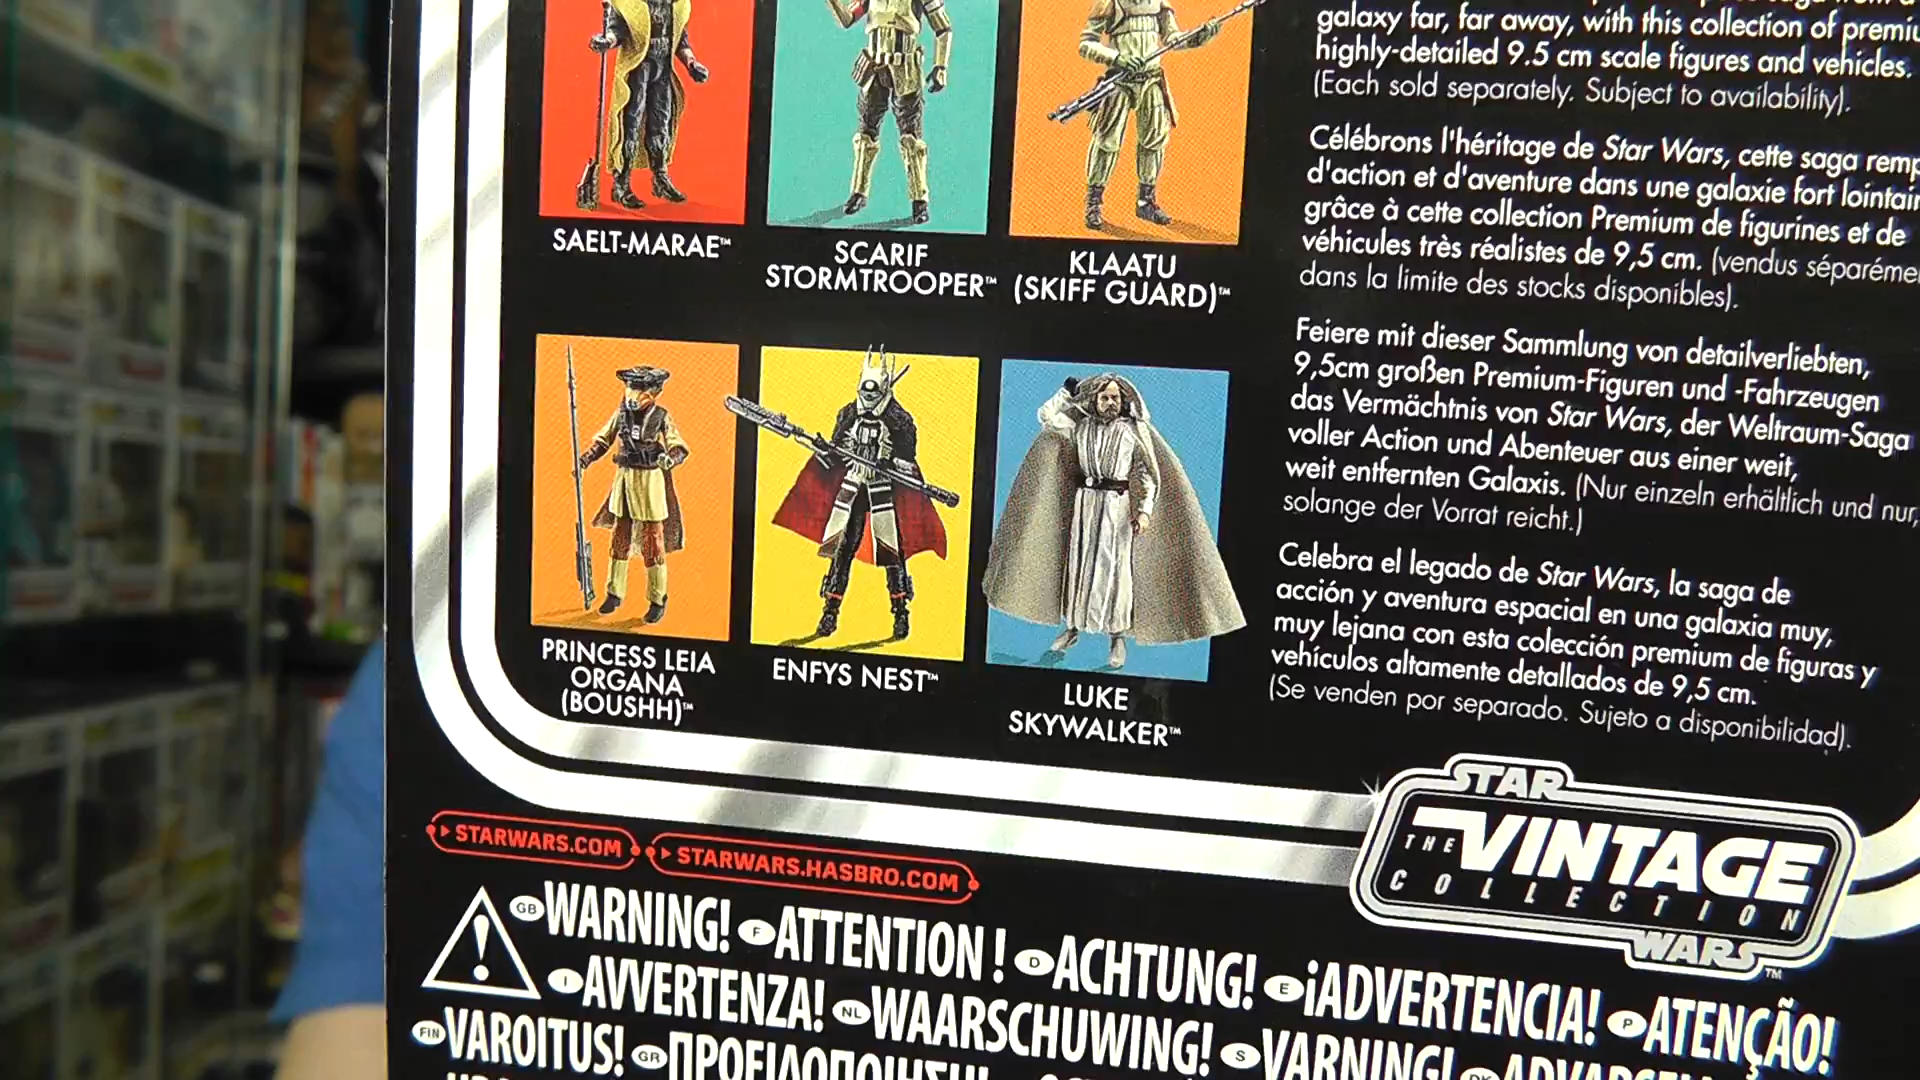 galaxy far, far away, with this collection of
highly-detailed 9.5 cm scale figures and vehicles.
(Each sold separately. Subject to availability).
Célébrons l'héritage de Star Wars, cette saga
d'action et d'aventure dans une galaxie fort
grâce à cette collection Premium de figurines et de
véhicules très réalistes de 9,5 cm. (vendus
dans la limite des stocks disponibles).
Feiere mit dieser Sammlung von detailverliebten,
9,5cm großen Premium-Figuren und -Fahrzeugen
das Vermächtnis von Star Wars, der Weltraum-Saga
voller Action und Abenteuer aus einer weit,
weit entfernten Galaxis. (Nur einzeln erhältlich und nur,
solange der Vorrat reicht.)
Celebra el legado de Star Wars, la saga de
acción y aventura espacial en una galaxia muy,
muy lejana con esta colección premium de figuras y
vehículos altamente detallados de 9,5 cm.
(Se venden por separado. Sujeto a disponibilidad).
SAELT-MARAE™
SCARIF
STORMTROOPER™
KLAATU
(SKIFF GUARD)™
PRINCESS LEIA
ORGANA
(BOUSHH)™
ENFYS NEST™
LUKE
SKYWALKER™
STAR
THE VINTAGE
COLLECTION
WARS™
STARWARS.COM
STARWARS.HASBRO.COM
GB WARNING! F ATTENTION ! D ACHTUNG! E ¡ADVERTENCIA! P ATENÇÃO!
I AVVERTENZA! NL WAARSCHUWING! S VARNING!
FIN VAROITUS! GR